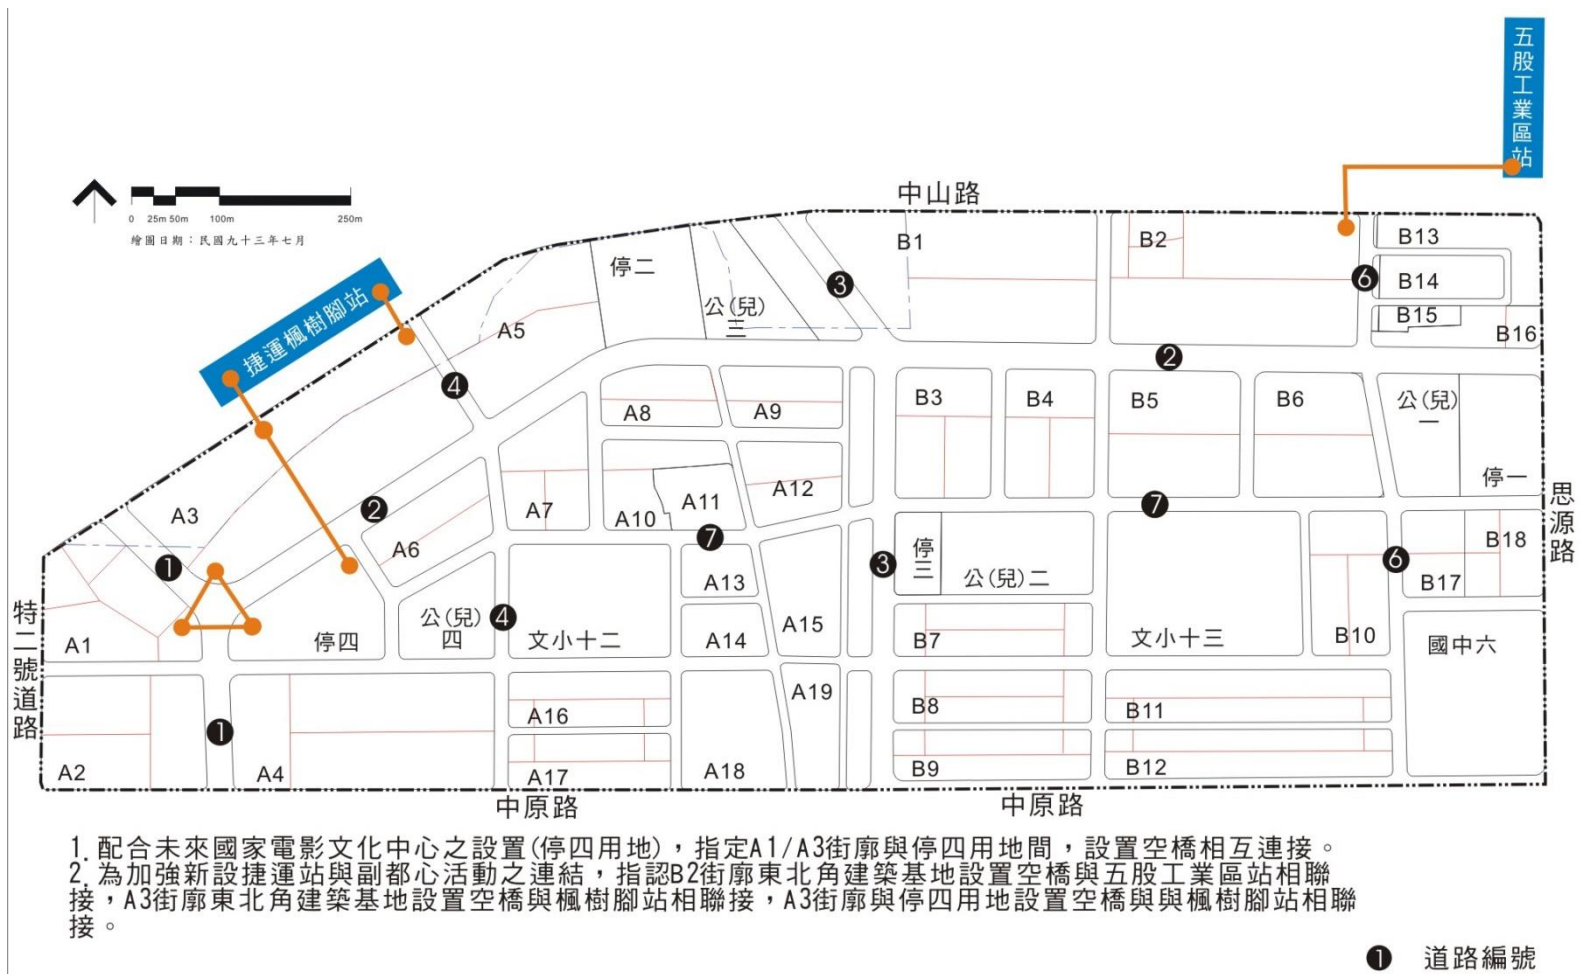 五股工業區站
中山路
0 25m 50m 100m 250m
繪圖日期：民國九十三年七月
捷運楓樹腳站
停二
公(兒)
三
B1
B2
B13
B14
B15
B16
A5
❸
❻
❷
❹
A8
A9
B3
B4
B5
B6
公(兒)
一
停一
思源路
A3
❷
A6
A7
A10
A11
A12
❼
❼
❶
停三
❸
公(兒)二
❻
B17
B18
A13
特二號道路
A1
停四
公(兒)
四
❹
文小十二
A14
A15
B7
文小十三
B10
國中六
A2
❶
A4
A16
A17
A18
A19
B8
B9
B11
B12
中原路
中原路
1. 配合未來國家電影文化中心之設置(停四用地)，指定A1/A3街廓與停四用地間，設置空橋相互連接。
2. 為加強新設捷運站與副都心活動之連結，指認B2街廓東北角建築基地設置空橋與五股工業區站相聯
接，A3街廓東北角建築基地設置空橋與楓樹腳站相聯接，A3街廓與停四用地設置空橋與與楓樹腳站相聯
接。
❶ 道路編號